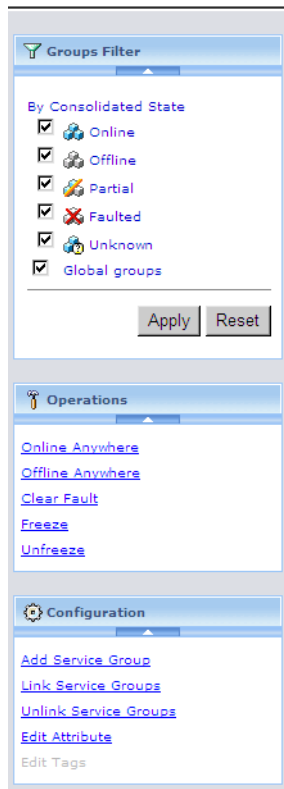 Groups Filter
By Consolidated State
Online
Offline
Partial
Faulted
Unknown
Global groups
Apply Reset
Operations
Online Anywhere
Offline Anywhere
Clear Fault
Freeze
Unfreeze
Configuration
Add Service Group
Link Service Groups
Unlink Service Groups
Edit Attribute
Edit Tags